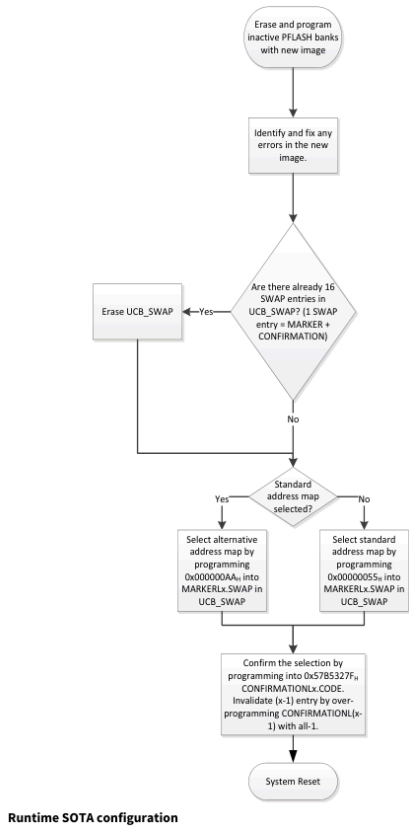 Erase and program
inactive PFLASH banks
with new image
Identify and fix any
errors in the new
image.
Are there already 16
SWAP entries in
UCB_SWAP? (1 SWAP
entry = MARKER +
CONFIRMATION)
Yes
Erase UCB_SWAP
No
Standard
address map
selected?
Yes
No
Select alternative
address map by
programming
0x000000AAH into
MARKERLx.SWAP in
UCB_SWAP
Select standard
address map by
programming
0x00000055H into
MARKERLx.SWAP in
UCB_SWAP
Confirm the selection by
programming into 0x57B5327FH
CONFIRMATIONLx.CODE.
Invalidate (x-1) entry by over-
programming CONFIRMATIONL(x-
1) with all-1.
System Reset
Runtime SOTA configuration